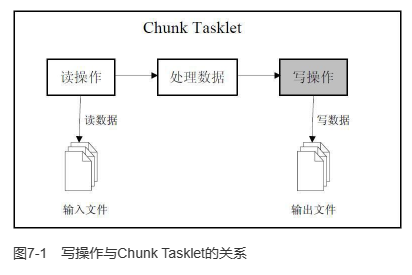 Chunk Tasklet
读操作
处理数据
写操作
读数据
写数据
输入文件
输出文件
图7-1 写操作与Chunk Tasklet的关系